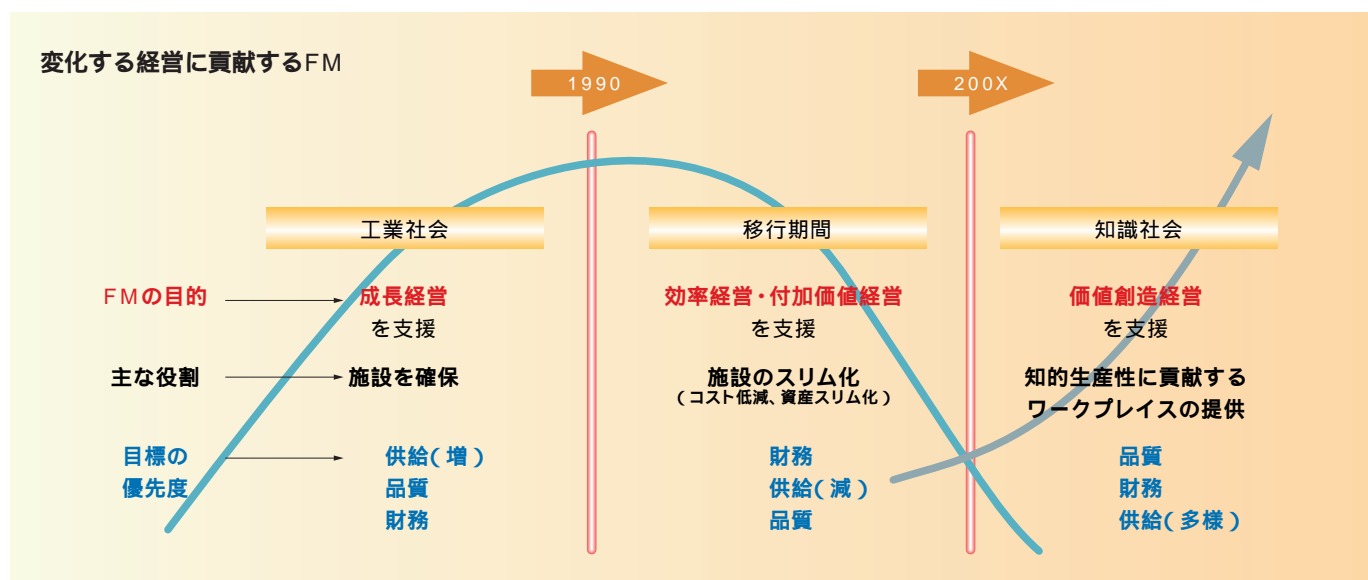 変化する経営に貢献するFM
1990
200X
工業社会
移行期間
知識社会
FMの目的
成長経営
を支援
効率経営・付加価値経営
を支援
価値創造経営
を支援
主な役割
施設を確保
施設のスリム化
(コスト低減、資産スリム化)
知的生産性に貢献する
ワークプレイスの提供
目標の
優先度
供給(増)
品質
財務
財務
供給(減)
品質
品質
財務
供給(多様)